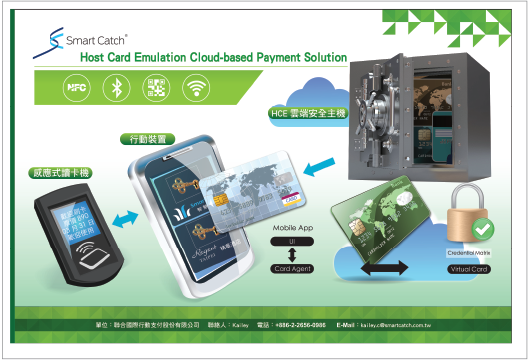 Smart Catch®
Host Card Emulation Cloud-based Payment Solution
NFC
HCE 雲端安全主機
行動裝置
感應式讀卡機
Mobile App
UI
Card Agent
Credential Matrix
Virtual Card
單位：聯合國際行動支付股份有限公司 聯絡人：Kailey 電話：+886-2-2656-0986 E-Mail：kailey.c@smartcatch.com.tw